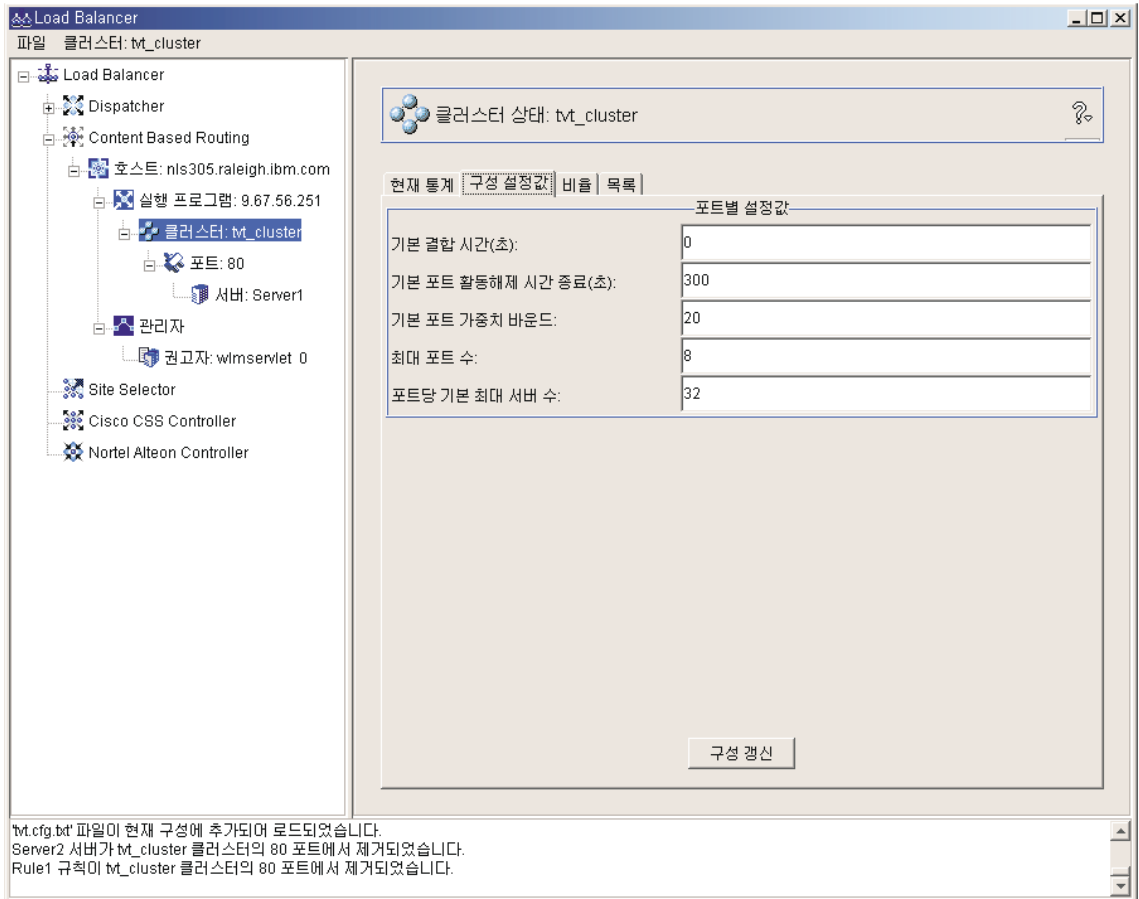 Load Balancer
파일 클러스터: tvt_cluster
Load Balancer
Dispatcher
Content Based Routing
호스트: nls305.raleigh.ibm.com
실행 프로그램: 9.67.56.251
클러스터: tvt_cluster
포트: 80
서버: Server1
관리자
권고자: wlmservlet 0
Site Selector
Cisco CSS Controller
Nortel Alteon Controller
클러스터 상태: tvt_cluster
?
현재 통계 구성 설정값 비율 목록
포트별 설정값
기본 결합 시간(초): 0
기본 포트 활동해제 시간 종료(초): 300
기본 포트 가중치 바운드: 20
최대 포트 수: 8
포트당 기본 최대 서버 수: 32
구성 갱신
'tvt.cfg.txt' 파일이 현재 구성에 추가되어 로드되었습니다.
Server2 서버가 tvt_cluster 클러스터의 80 포트에서 제거되었습니다.
Rule1 규칙이 tvt_cluster 클러스터의 80 포트에서 제거되었습니다.